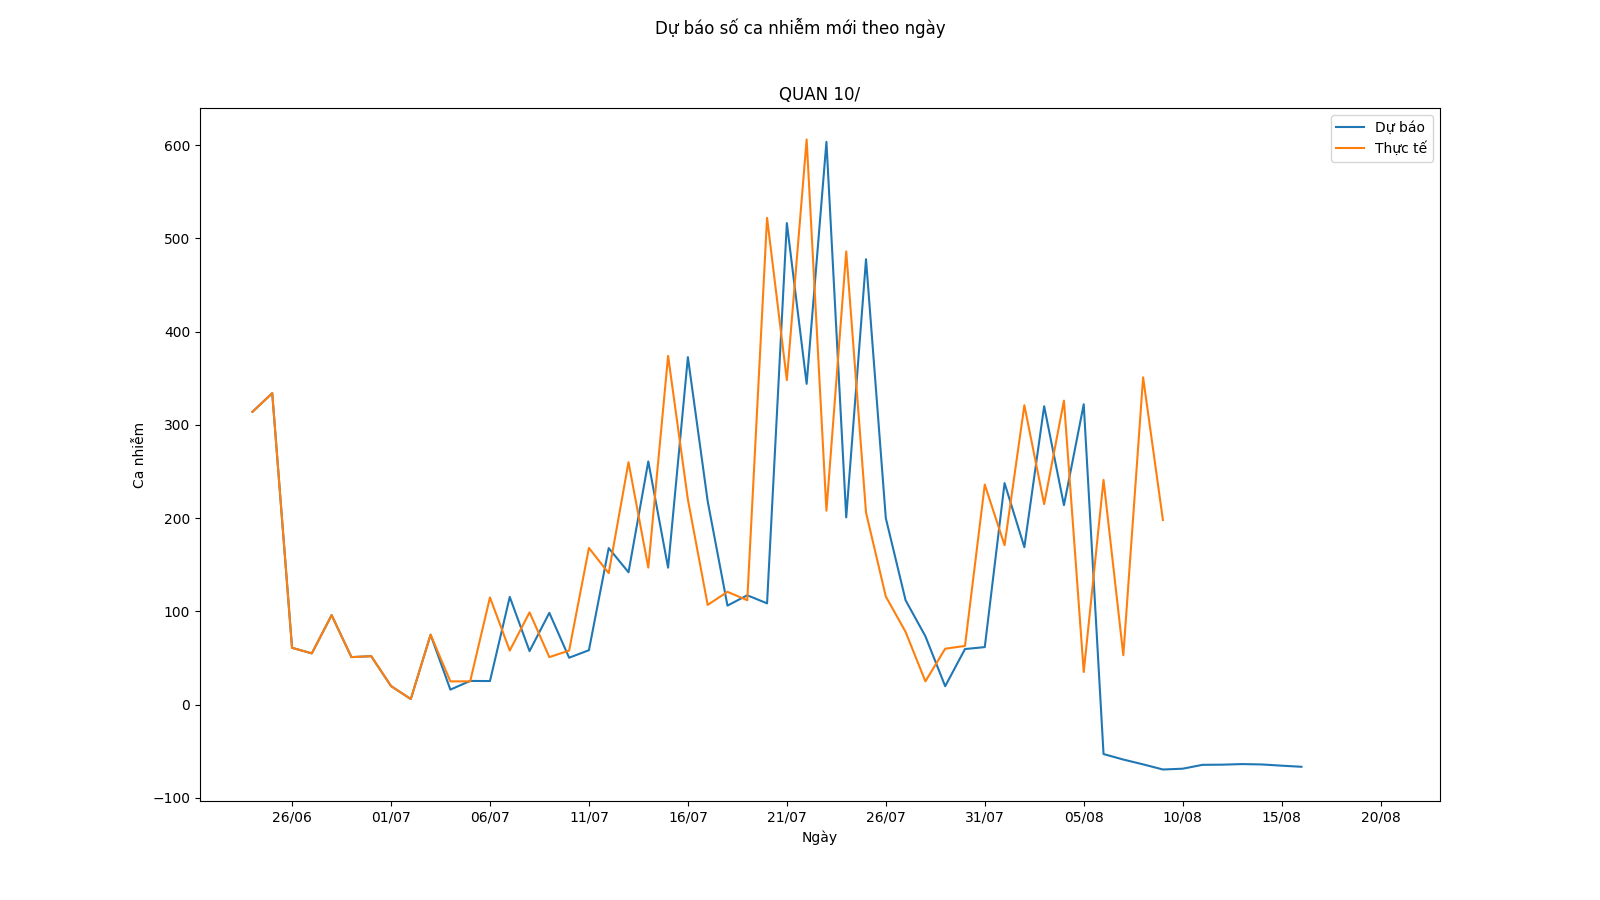 Dự báo số ca nhiễm mới theo ngày
QUAN 10/
Dự báo
Thực tế
600
500
400
300
200
100
0
−100
Ca nhiễm
26/06 01/07 06/07 11/07 16/07 21/07 26/07 31/07 05/08 10/08 15/08 20/08
Ngày